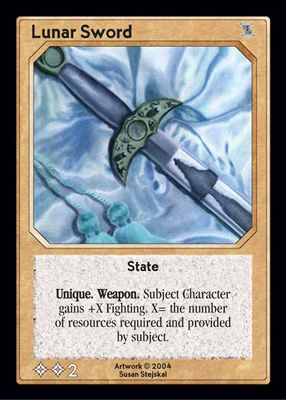 Lunar Sword
State
Unique. Weapon. Subject Character
gains +X Fighting. X= the number
of resources required and provided
by subject.
2
Artwork © 2004
Susan Stejskal